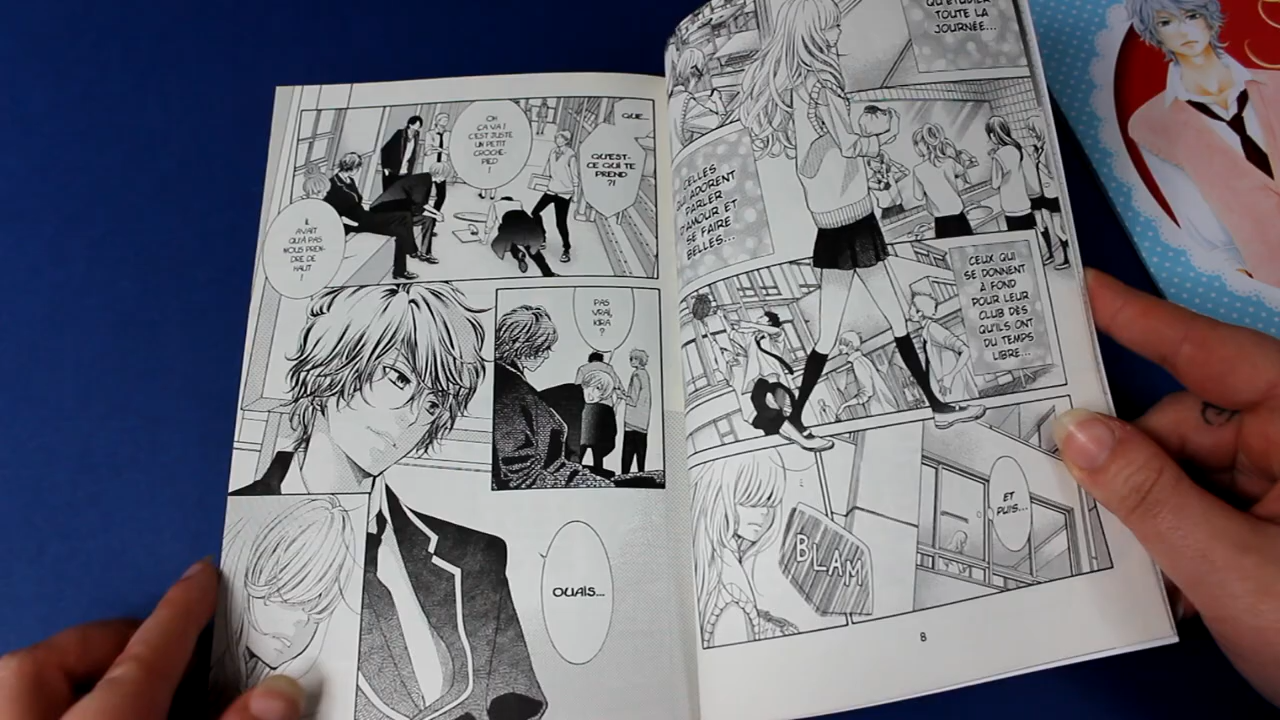 QU'ÉTUDIER
TOUTE LA
JOURNÉE...
CELLES
QUI ADORENT
PARLER
D'AMOUR ET
SE FAIRE
BELLES...
CEUX QUI
SE DONNENT
À FOND
POUR LEUR
CLUB DÈS
QU'ILS ONT
DU TEMPS
LIBRE...
ET
PUIS...
BLAM
8
QUE...
QU'EST-
CE QUI TE
PREND
?!
OH
ÇA VA !
C'EST JUSTE
UN PETIT
CROCHE-
PIED
!
IL
AVAIT
QU'À PAS
NOUS PREN-
DRE DE
HAUT
!
PAS
VRAI,
KIRA
?
OUAIS...